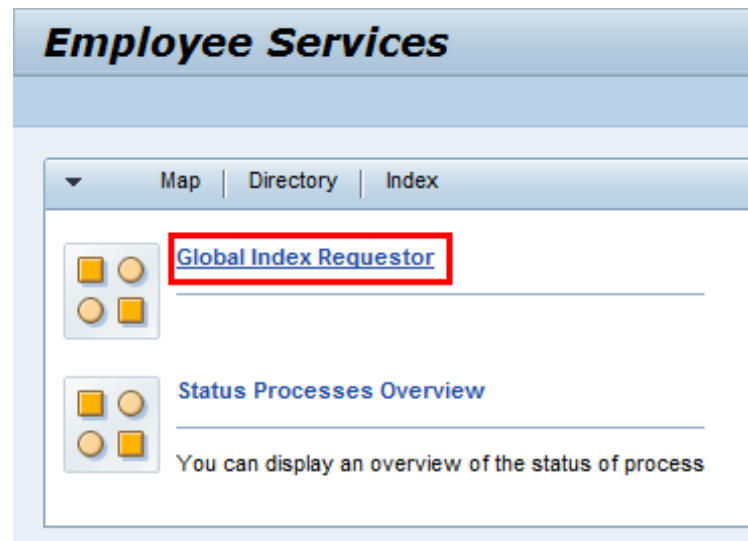 Employee Services
Map | Directory | Index
Global Index Requestor
Status Processes Overview
You can display an overview of the status of process